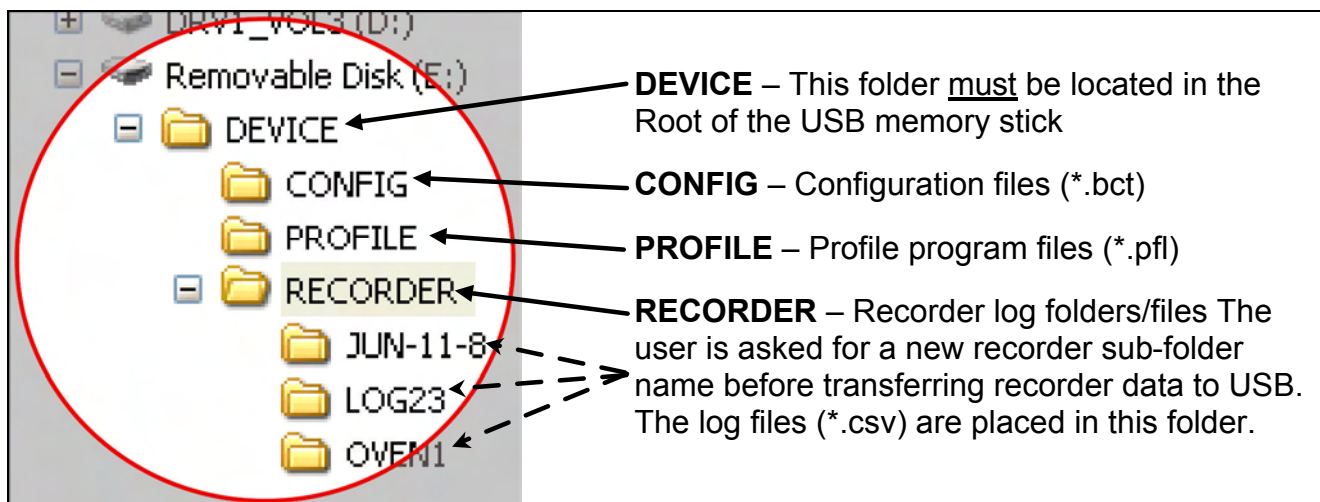 DRV1_VOL3 (D:)
Removable Disk (E:)
DEVICE
CONFIG
PROFILE
RECORDER
JUN-11-8
LOG23
OVEN1
DEVICE – This folder must be located in the
Root of the USB memory stick
CONFIG – Configuration files (*.bct)
PROFILE – Profile program files (*.pfl)
RECORDER – Recorder log folders/files The
user is asked for a new recorder sub-folder
name before transferring recorder data to USB.
The log files (*.csv) are placed in this folder.